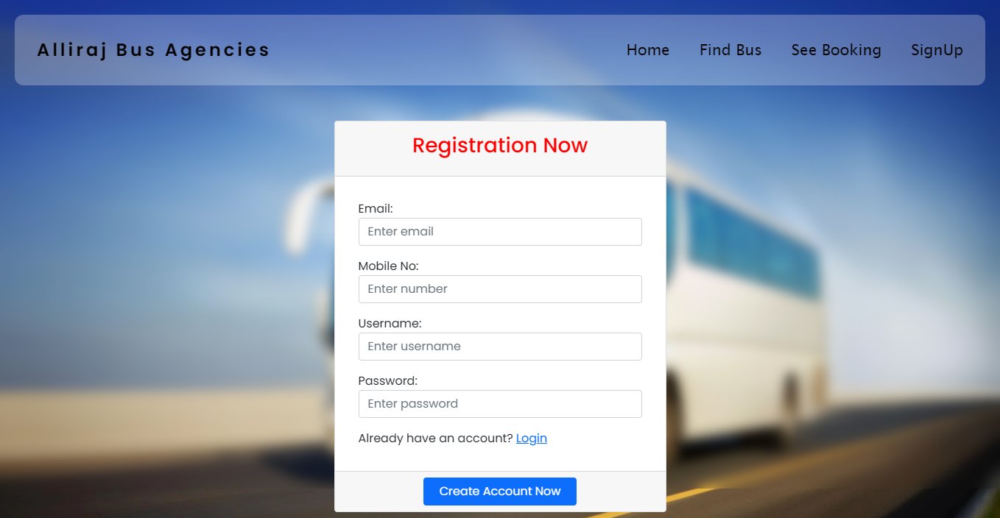 Alliraj Bus Agencies Home Find Bus See Booking SignUp
Registration Now
Email:
Enter email
Mobile No:
Enter number
Username:
Enter username
Password:
Enter password
Already have an account? Login
Create Account Now